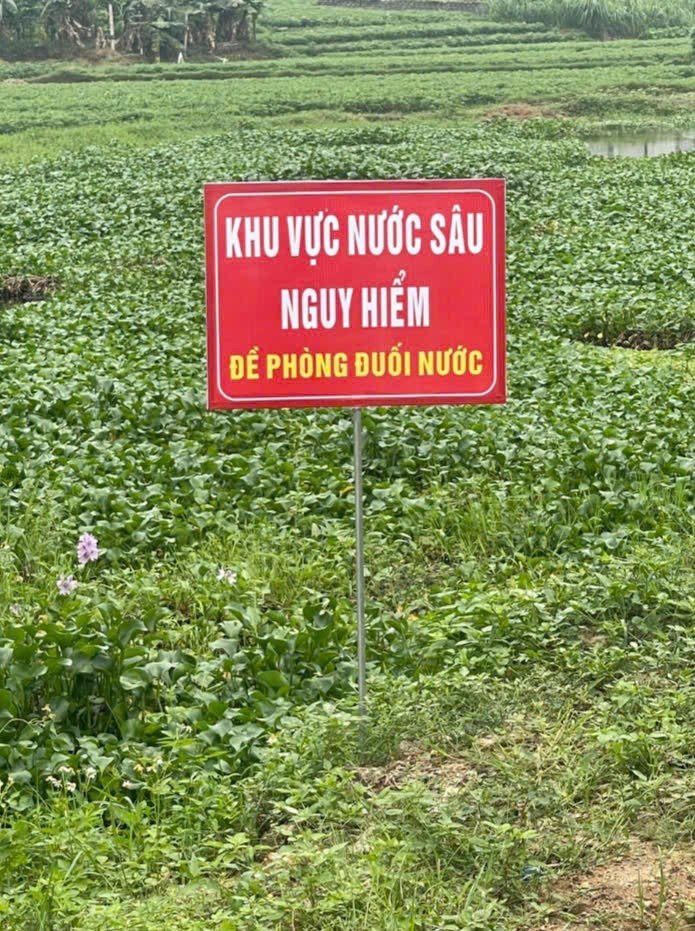 KHU VỰC NƯỚC SÂU
NGUY HIỂM
ĐỀ PHÒNG ĐUỐI NƯỚC